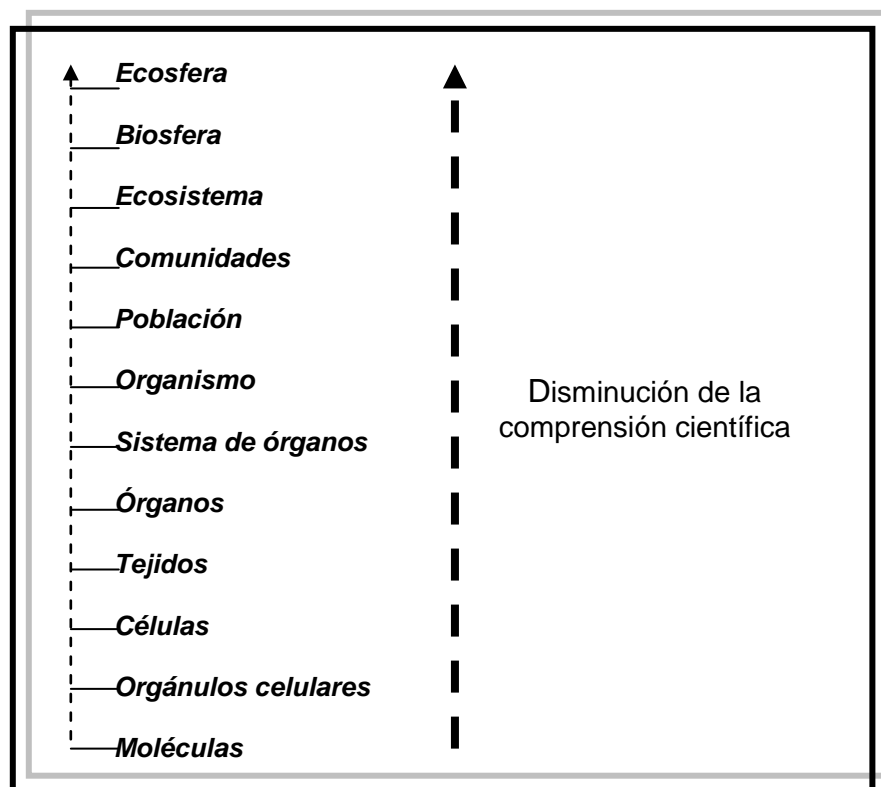 Ecosfera
Biosfera
Ecosistema
Comunidades
Población
Organismo
Sistema de órganos
Órganos
Tejidos
Células
Orgánulos celulares
Moléculas
Disminución de la
comprensión científica